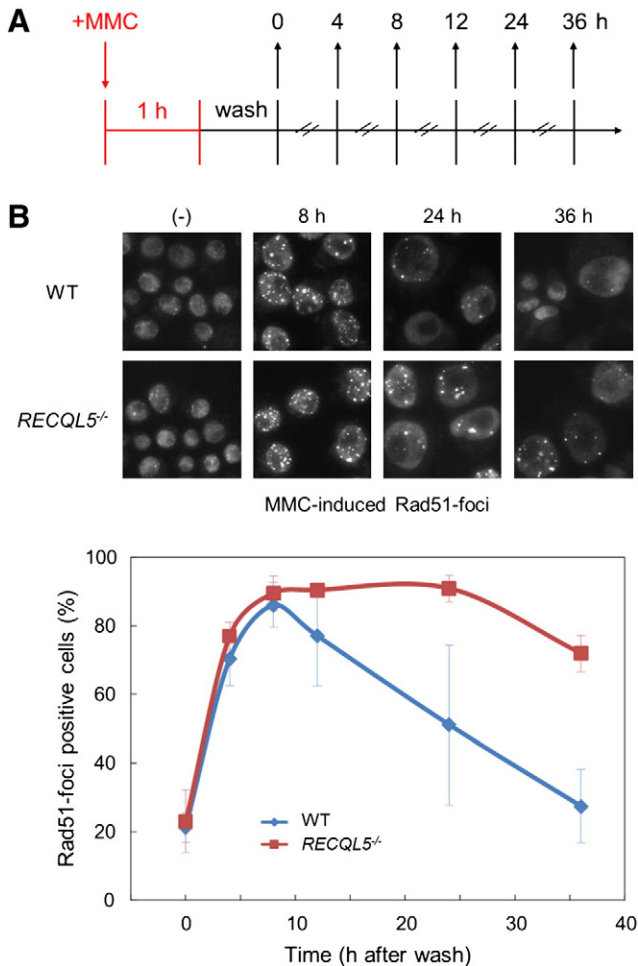 A
+MMC 0 4 8 12 24 36 h
1 h wash
B
(-) 8 h 24 h 36 h
WT
RECQL5-/-
MMC-induced Rad51-foci
Rad51-foci positive cells (%)
100
80
60
40
20
0
WT
RECQL5-/-
0 10 20 30 40
Time (h after wash)